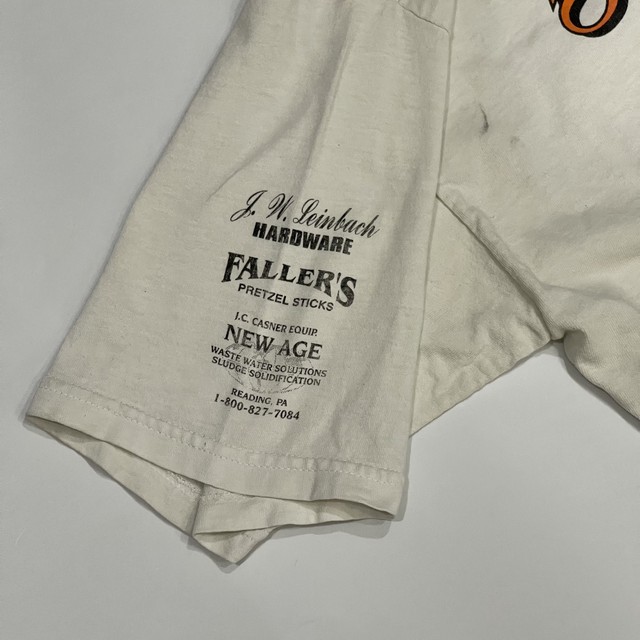 J. W. Leinbach
HARDWARE
FALLER'S
PRETZEL STICKS
J.C. CASNER EQUIP.
NEW AGE
WASTE WATER SOLUTIONS
SLUDGE SOLIDIFICATION
READING, PA
1-800-827-7084